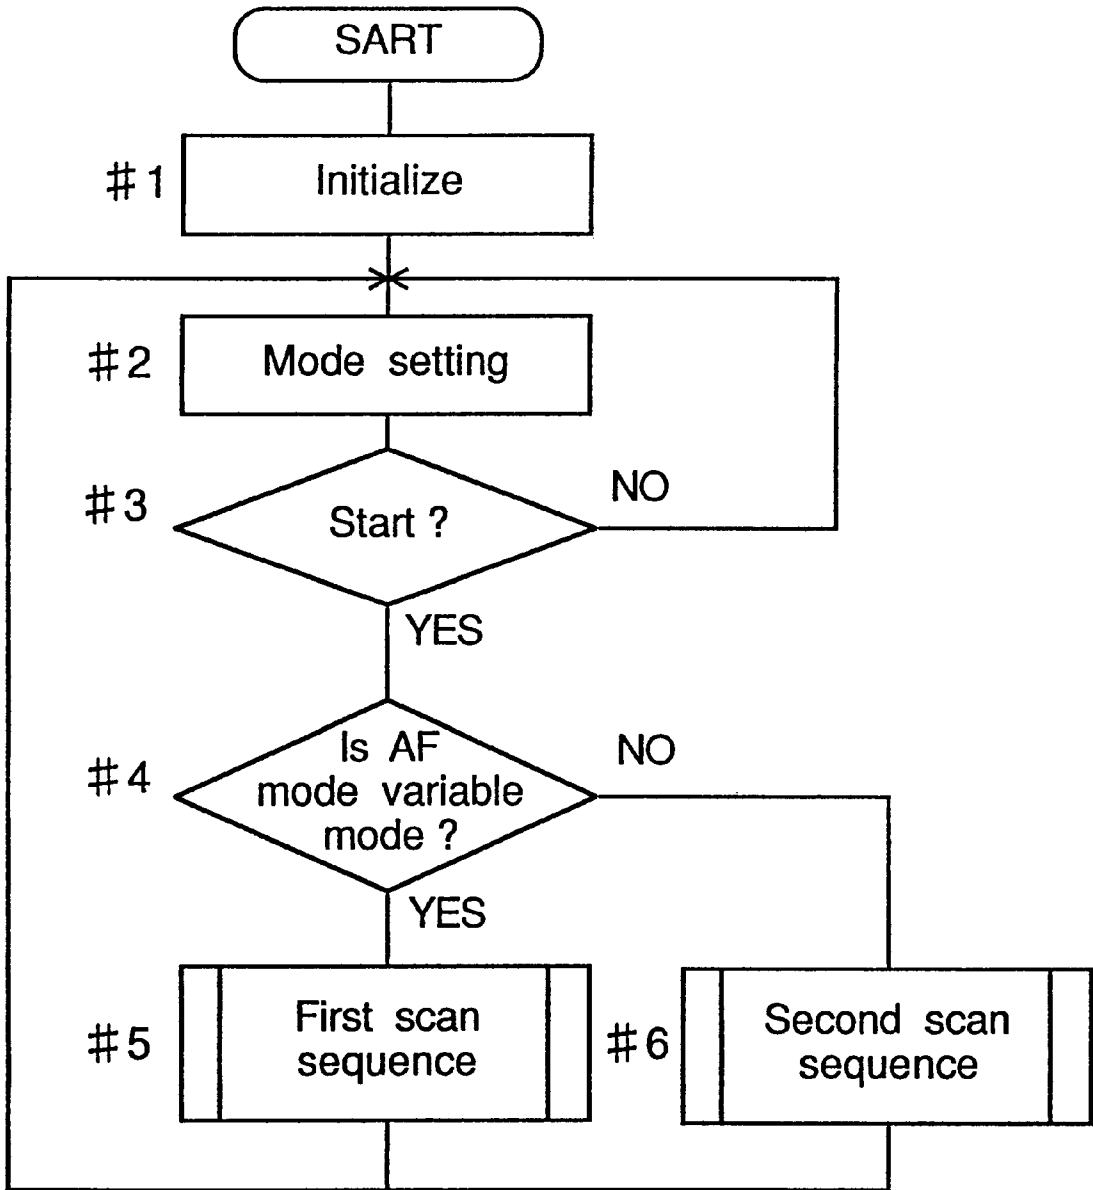 SART
#1
Initialize
#2
Mode setting
#3
Start ?
NO
YES
#4
Is AF
mode variable
mode ?
NO
YES
#5
First scan
sequence
#6
Second scan
sequence